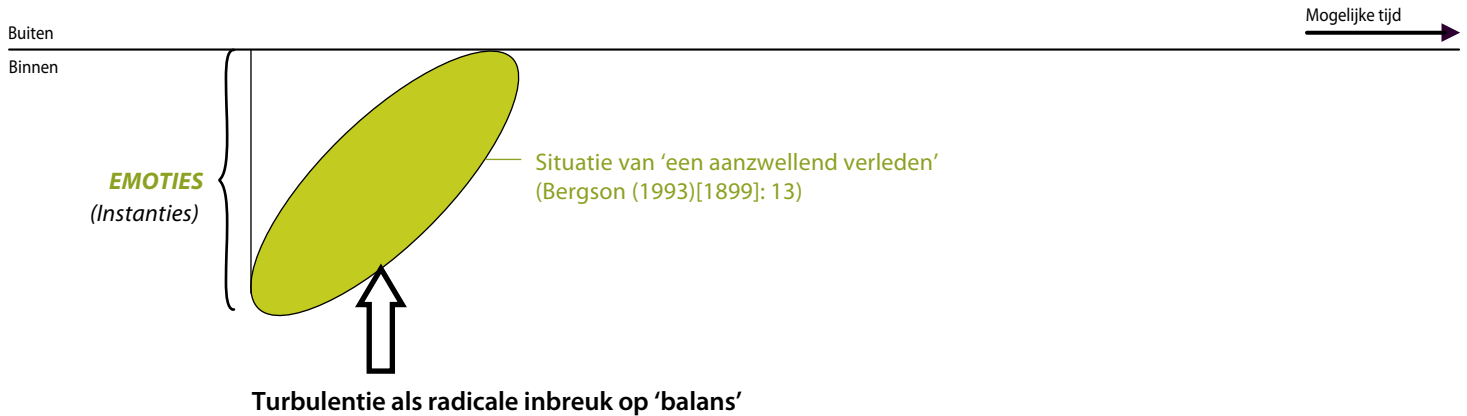 Mogelijke tijd
Buiten
Binnen
Situatie van ‘een aanzwellend verleden’
(Bergson (1993)[1899]: 13)
EMOTIES
(Instanties)
Turbulentie als radicale inbreuk op ‘balans’